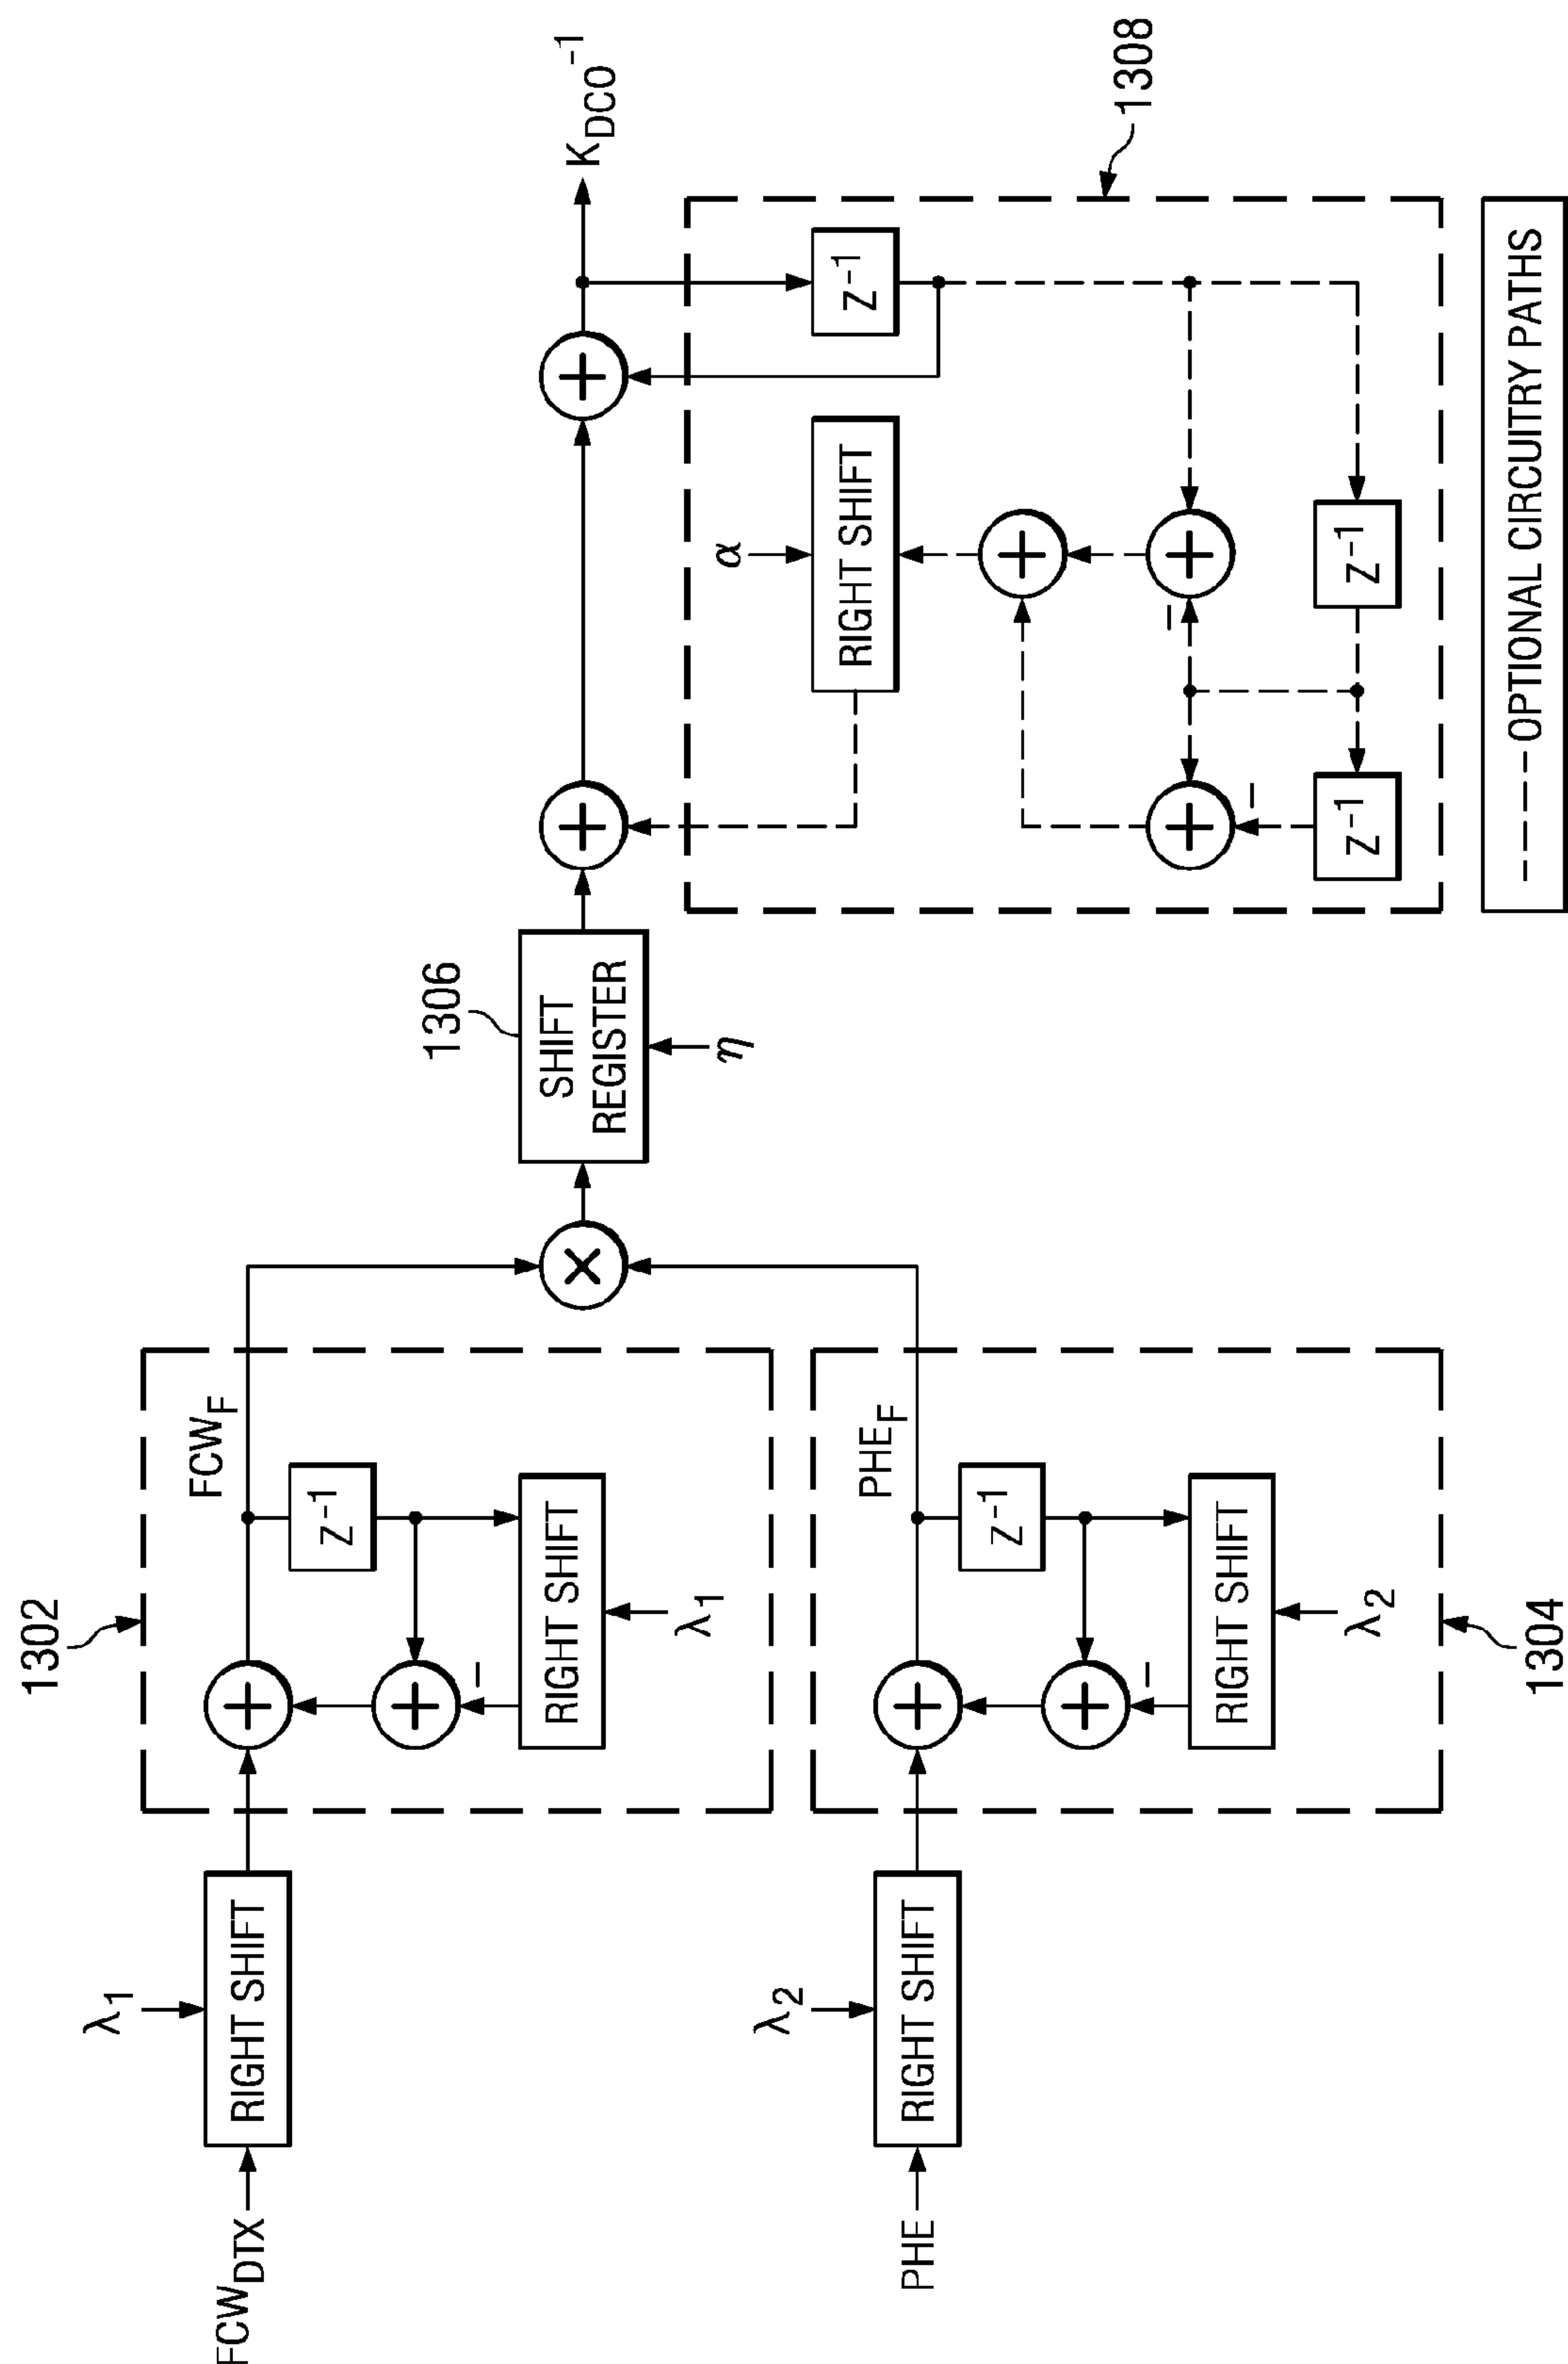 FCW_DTX
λ1
RIGHT SHIFT
1302
FCW_F
Z⁻¹
RIGHT SHIFT
λ1
PHE
λ2
RIGHT SHIFT
1304
PHE_F
Z⁻¹
RIGHT SHIFT
λ2
1306
SHIFT
REGISTER
η
K_DCO⁻¹
1308
Z⁻¹
α
RIGHT SHIFT
Z⁻¹
Z⁻¹
OPTIONAL CIRCUITRY PATHS